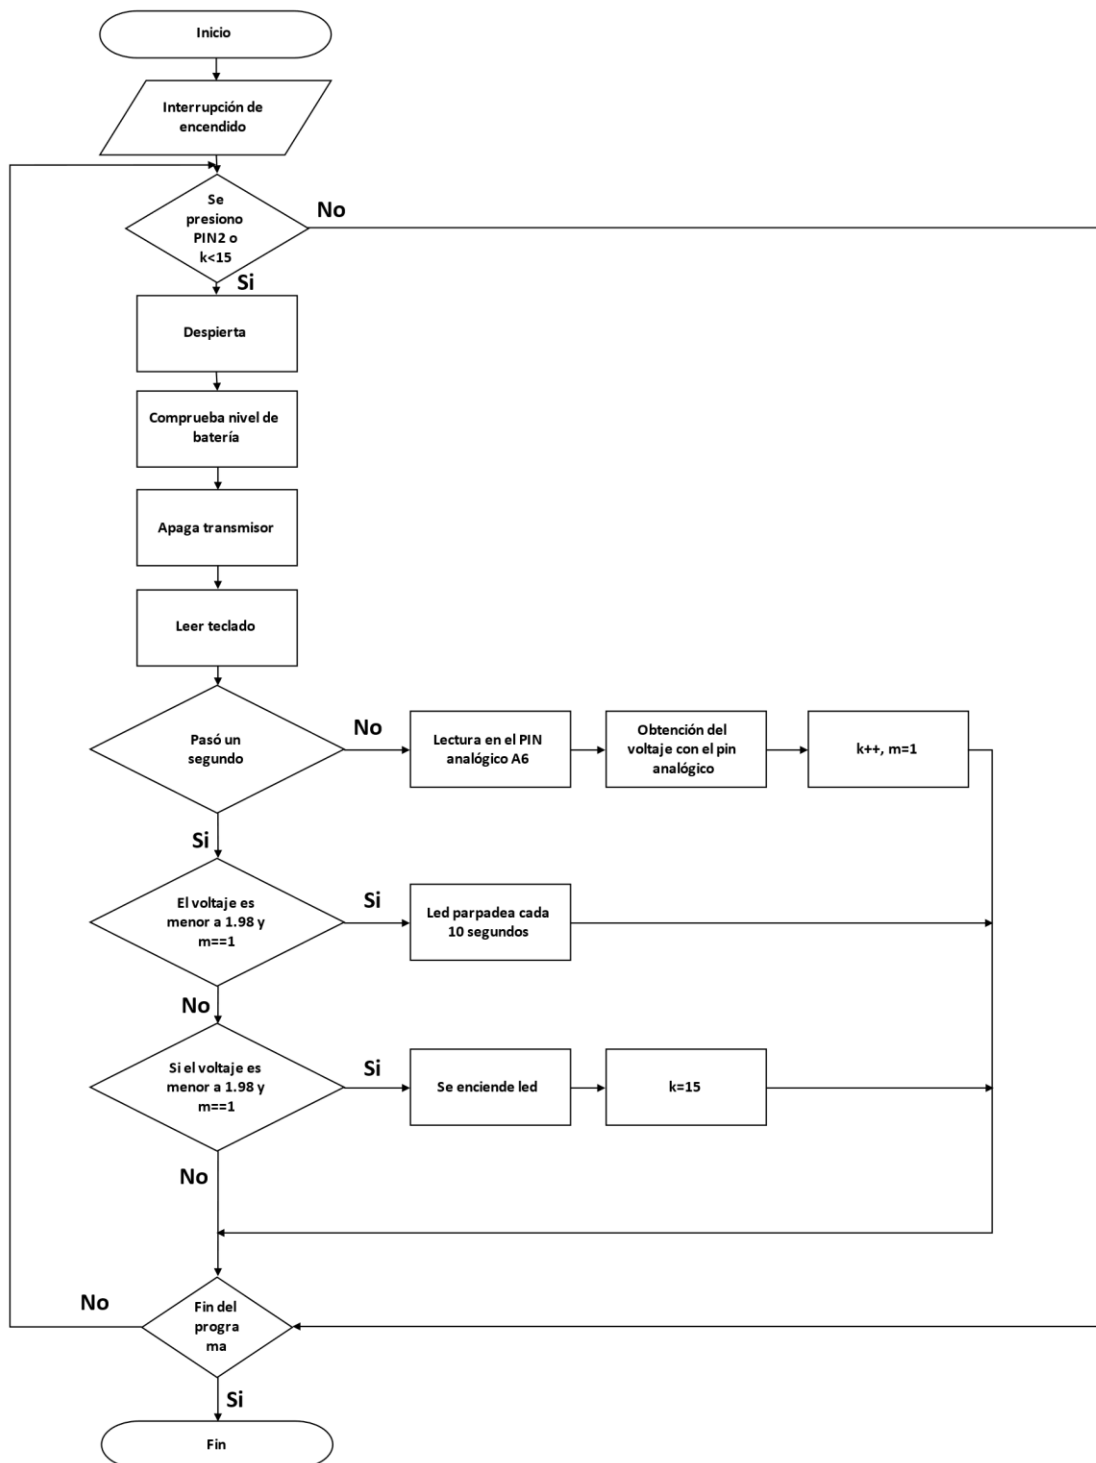 Inicio
Interrupción de
encendido
Se
presiono
PIN2 o
k<15
No
Si
Despierta
Comprueba nivel de
batería
Apaga transmisor
Leer teclado
Pasó un
segundo
No
Lectura en el PIN
analógico A6
Obtención del
voltaje con el pin
analógico
k++, m=1
Si
El voltaje es
menor a 1.98 y
m==1
Si
Led parpadea cada
10 segundos
No
Si el voltaje es
menor a 1.98 y
m==1
Si
Se enciende led
k=15
No
Fin del
progra
ma
No
Si
Fin